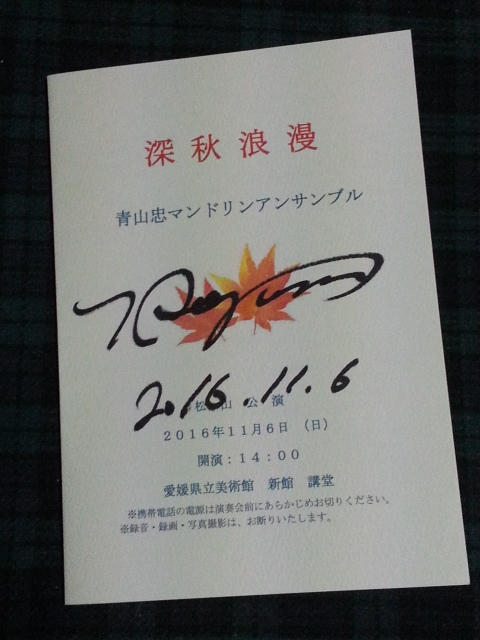 深秋浪漫
青山忠マンドリンアンサンブル
2016.11.6
松山公演
2016年11月6日 (日)
開演：14：00
愛媛県立美術館 新館 講堂
※携帯電話の電源は演奏会前にあらかじめお切りください。
※録音・録画・写真撮影は、お断りいたします。